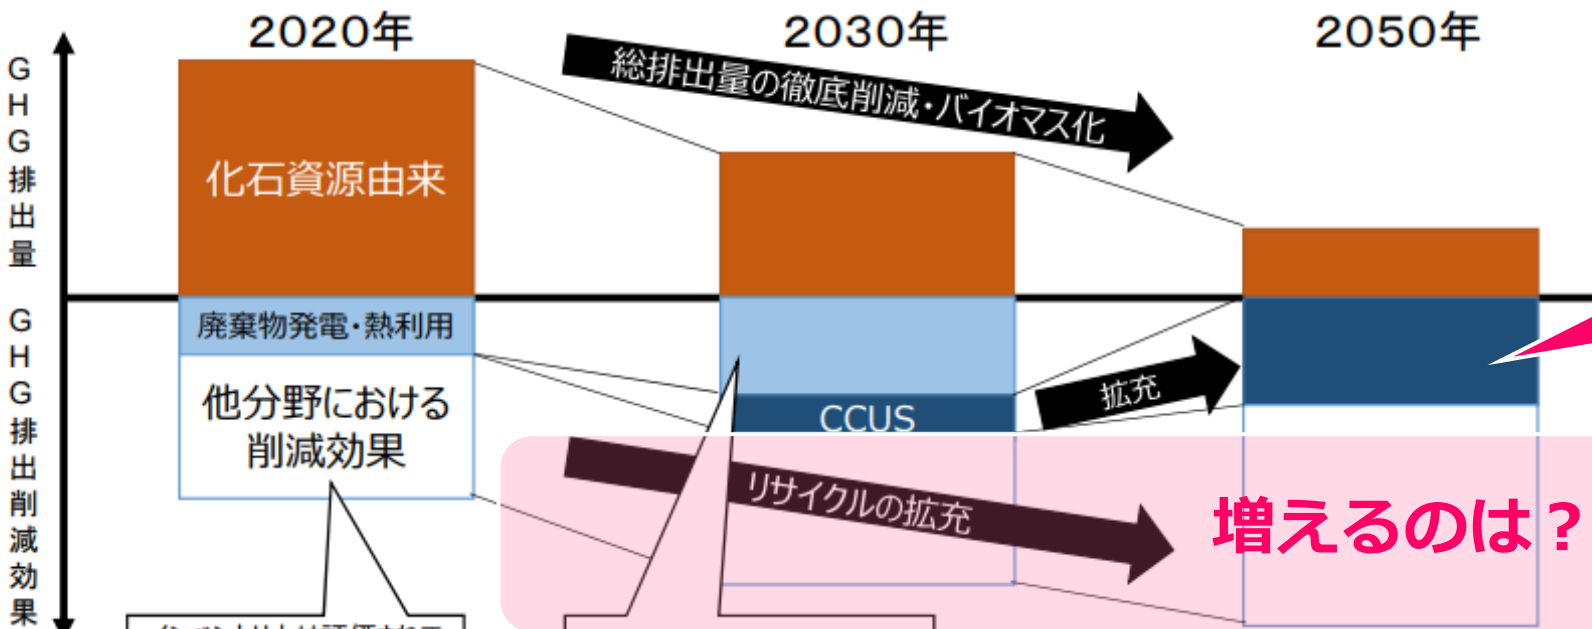 2020年
2030年
2050年
総排出量の徹底削減・バイオマス化
GHG排出量
化石資源由来
GHG排出削減効果
廃棄物発電・熱利用
他分野における
削減効果
CCUS
拡充
リサイクルの拡充
増えるのは？